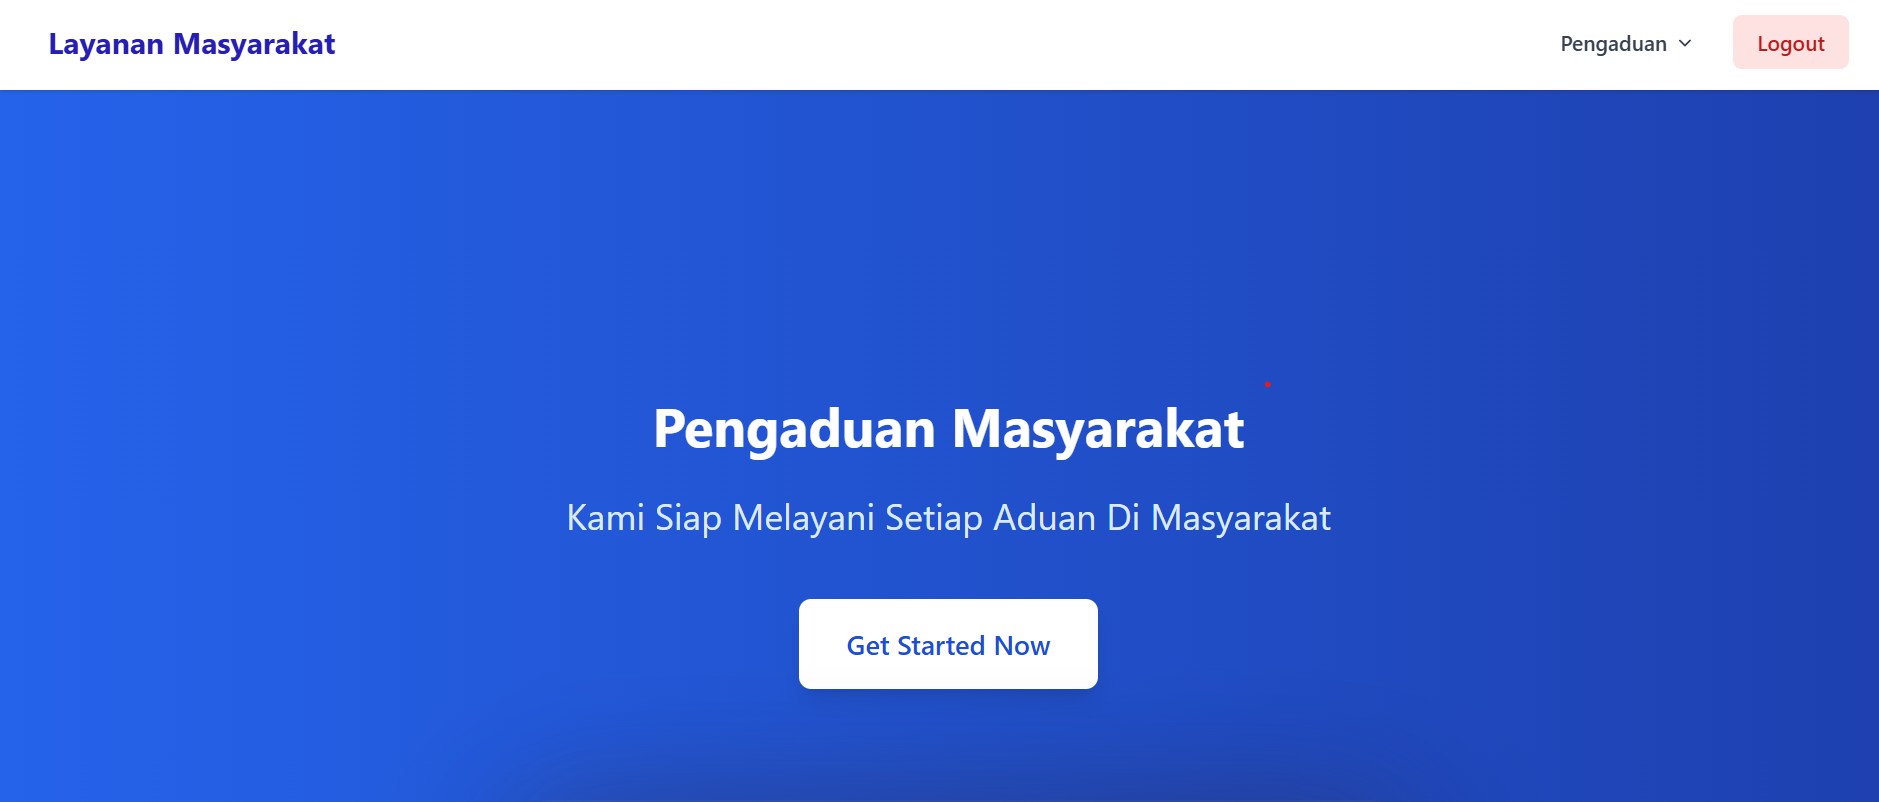 Layanan Masyarakat
Pengaduan
Logout
Pengaduan Masyarakat
Kami Siap Melayani Setiap Aduan Di Masyarakat
Get Started Now